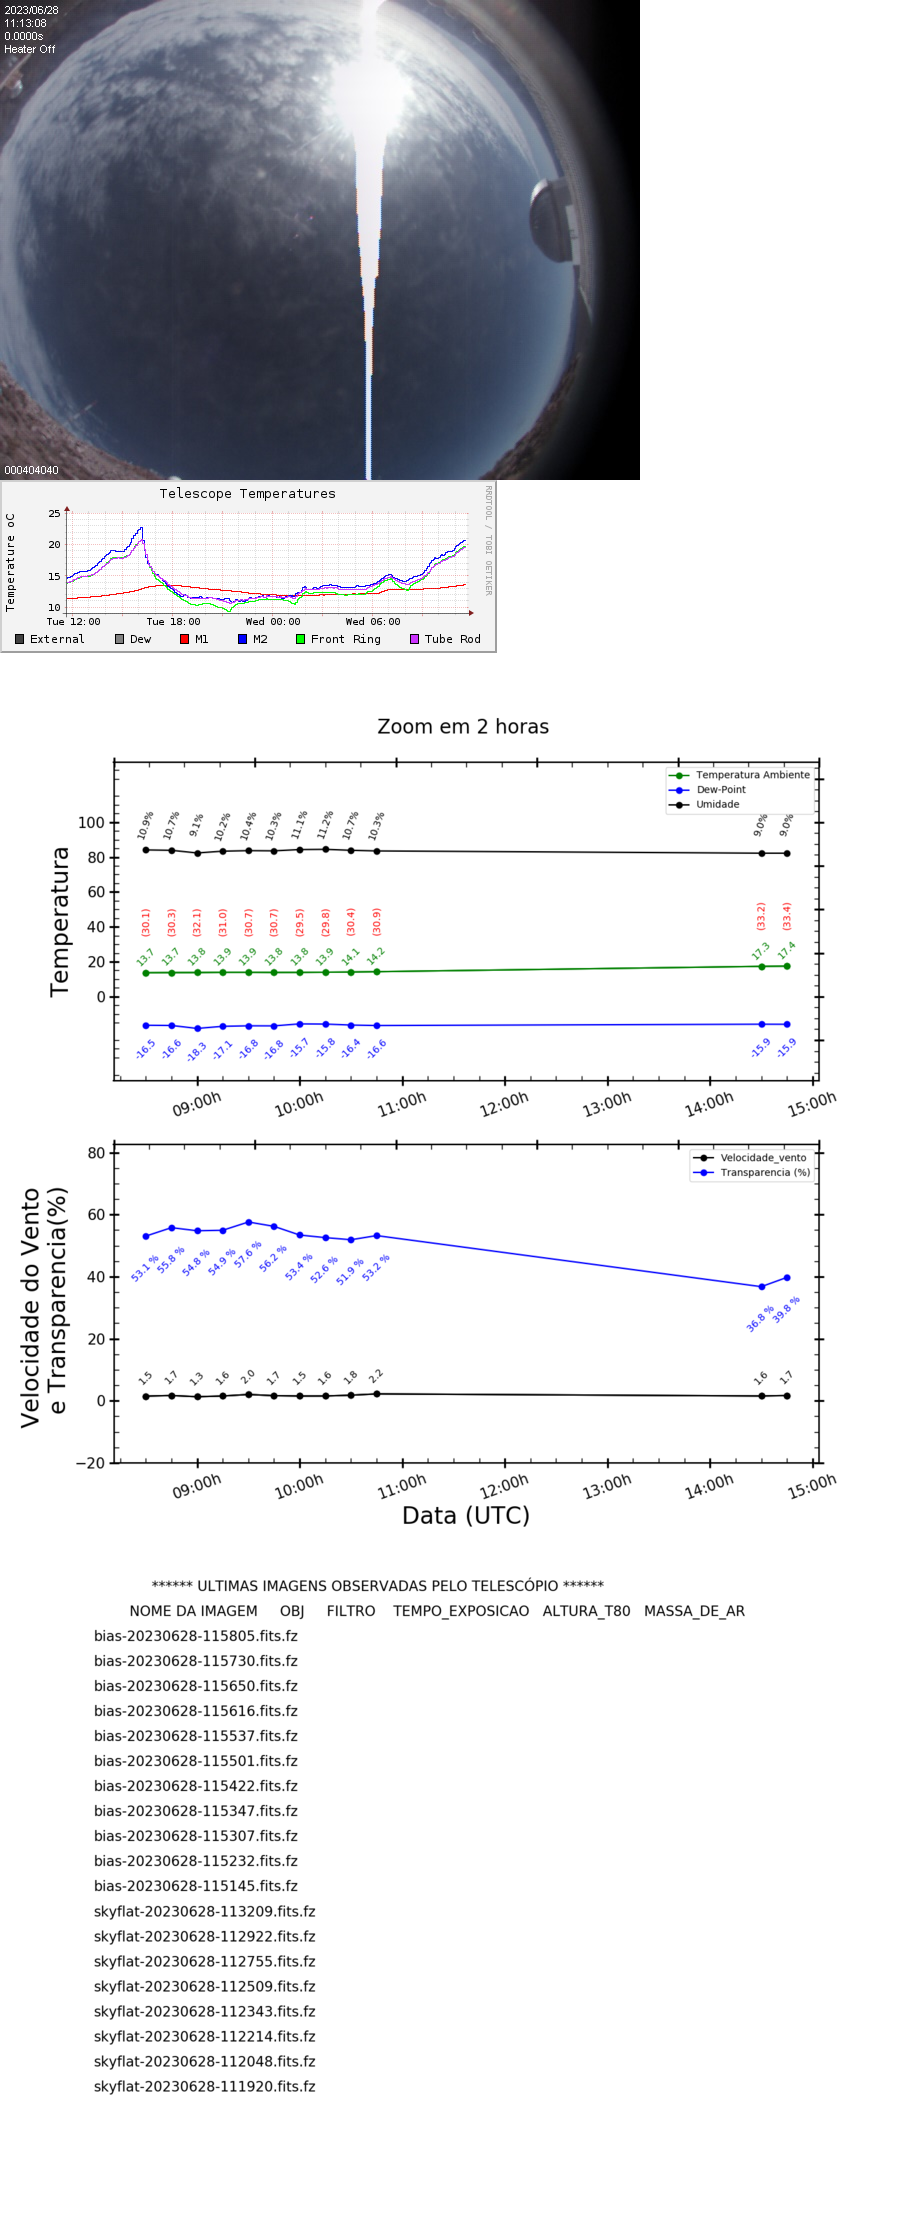 2023/06/28
11:13:08
0.0000s
Heater Off
000404040
Telescope Temperatures
RRDTOOL / TOBI OETIKER
Temperature oC
25
20
15
10
Tue 12:00 Tue 18:00 Wed 00:00 Wed 06:00
External Dew M1 M2 Front Ring Tube Rod
Zoom em 2 horas
Temperatura Ambiente
Dew-Point
Umidade
Temperatura
100
80
60
40
20
0
10.9% 10.7% 9.1% 10.2% 10.4% 10.3% 11.1% 11.2% 10.7% 10.3% 9.0% 9.0%
(30.1) (30.3) (32.1) (31.0) (30.7) (30.7) (29.5) (29.8) (30.4) (30.9) (33.2) (33.4)
13.7 13.7 13.8 13.9 13.9 13.8 13.8 13.9 14.1 14.2 17.3 17.4
-16.5 -16.6 -18.3 -17.1 -16.8 -16.8 -15.7 -15.8 -16.4 -16.6 -15.9 -15.9
09:00h 10:00h 11:00h 12:00h 13:00h 14:00h 15:00h
Velocidade_vento
Transparencia (%)
Velocidade do Vento
e Transparencia(%)
80
60
40
20
0
−20
53.1 % 55.8 % 54.8 % 54.9 % 57.6 % 56.2 % 53.4 % 52.6 % 51.9 % 53.2 % 36.8 % 39.8 %
1.5 1.7 1.3 1.6 2.0 1.7 1.5 1.6 1.8 2.2 1.6 1.7
09:00h 10:00h 11:00h 12:00h 13:00h 14:00h 15:00h
Data (UTC)
****** ULTIMAS IMAGENS OBSERVADAS PELO TELESCÓPIO ******
NOME DA IMAGEM OBJ FILTRO TEMPO_EXPOSICAO ALTURA_T80 MASSA_DE_AR
bias-20230628-115805.fits.fz
bias-20230628-115730.fits.fz
bias-20230628-115650.fits.fz
bias-20230628-115616.fits.fz
bias-20230628-115537.fits.fz
bias-20230628-115501.fits.fz
bias-20230628-115422.fits.fz
bias-20230628-115347.fits.fz
bias-20230628-115307.fits.fz
bias-20230628-115232.fits.fz
bias-20230628-115145.fits.fz
skyflat-20230628-113209.fits.fz
skyflat-20230628-112922.fits.fz
skyflat-20230628-112755.fits.fz
skyflat-20230628-112509.fits.fz
skyflat-20230628-112343.fits.fz
skyflat-20230628-112214.fits.fz
skyflat-20230628-112048.fits.fz
skyflat-20230628-111920.fits.fz